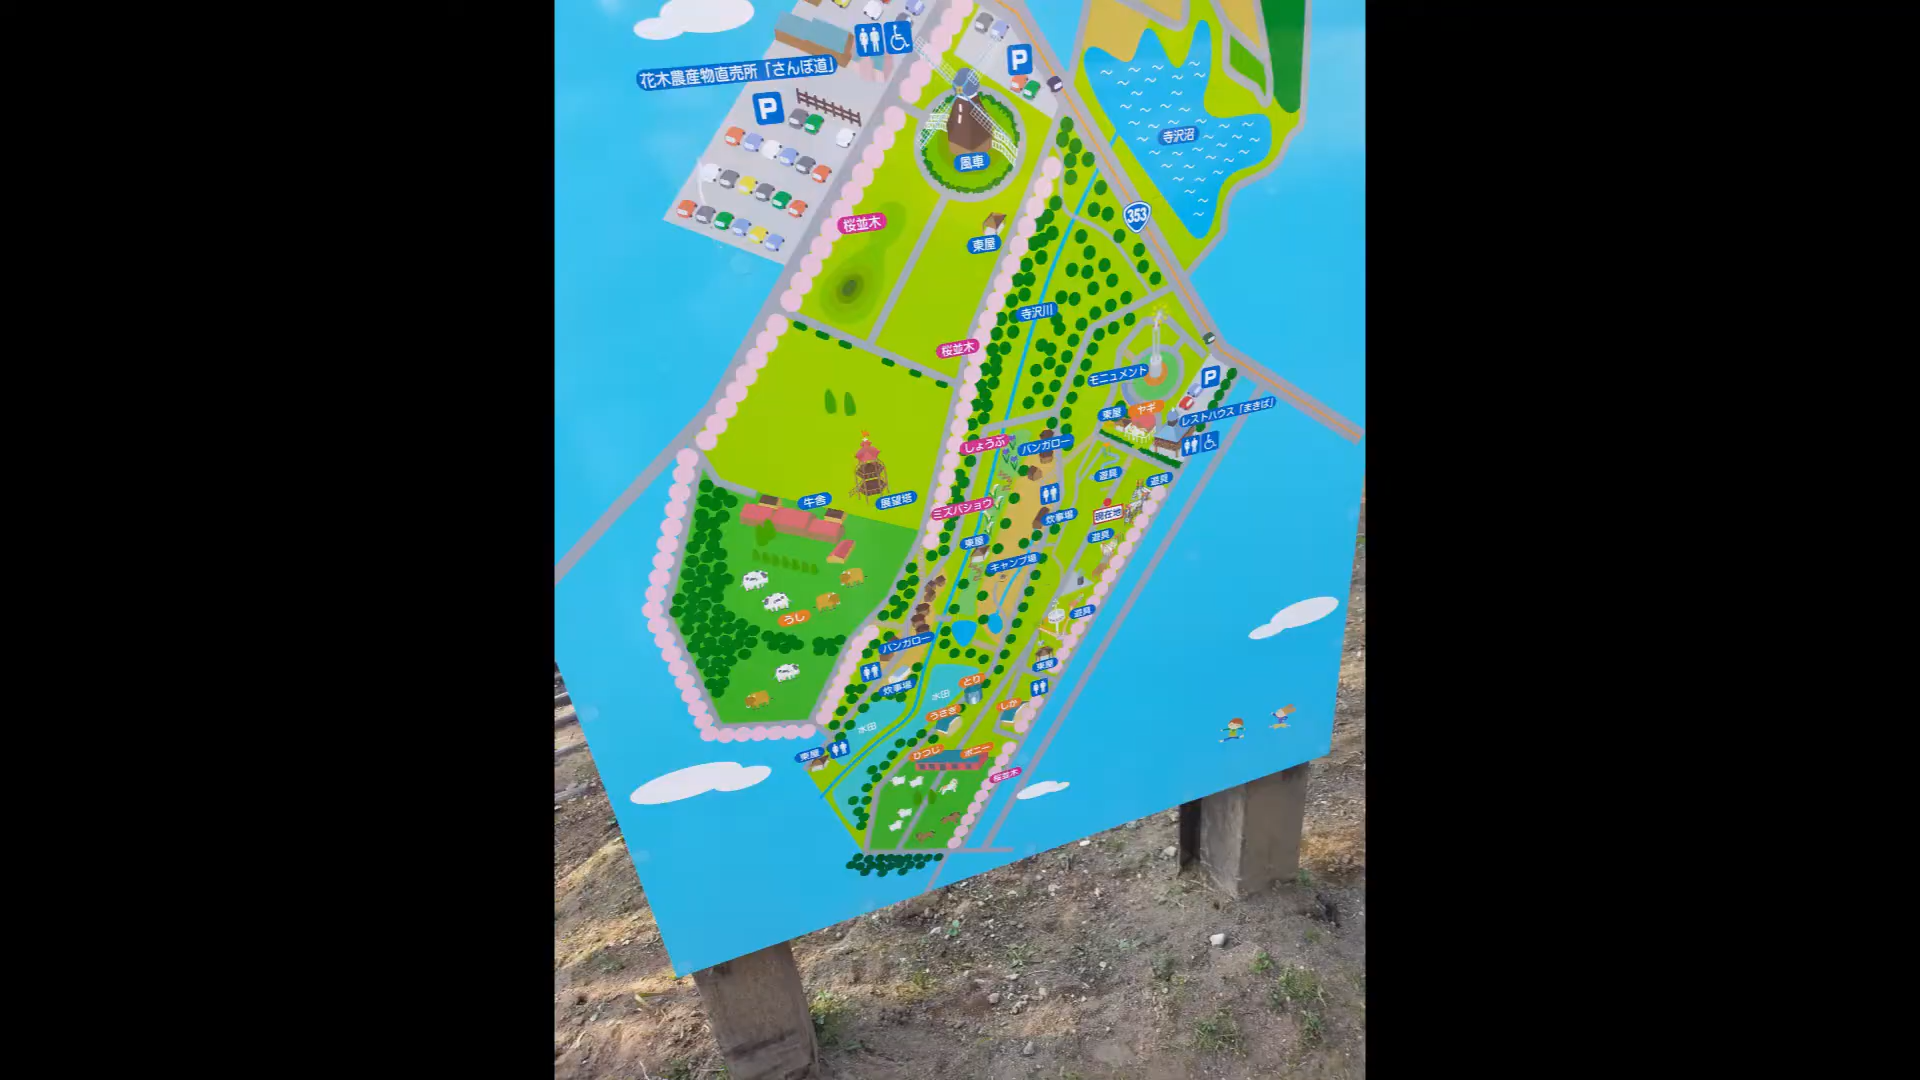 花木農産物直売所「さんぽ道」
P
P
風車
寺沢沼
353
桜並木
東屋
寺沢川
桜並木
モニュメント
P
東屋
ヤギ
レストハウス「まきば」
しょうぶ
バンガロー
遊具
遊具
牛舎
展望塔
ミズバショウ
炊事場
現在地
遊具
東屋
キャンプ場
うし
遊具
バンガロー
東屋
炊事場
水田
とり
しか
うさぎ
水田
東屋
ひつじ
ポニー
桜並木